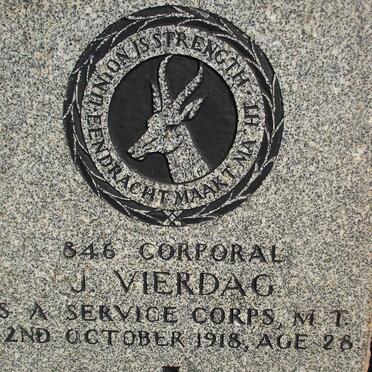 UNION IS STRENGTH
EENDRACHT MAAKT MACHT
846 CORPORAL
J. VIERDAG
S. A SERVICE CORPS, M. T.
2ND OCTOBER 1918, AGE 28